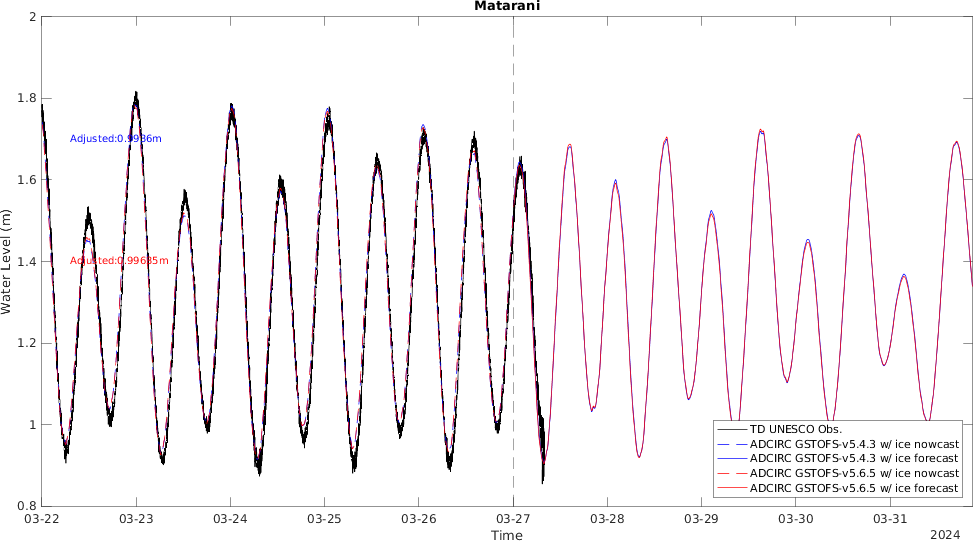 Matarani
2
1.8
1.6
1.4
1.2
1
0.8
Water Level (m)
Adjusted:0.9936m
Adjusted:0.99635m
TD UNESCO Obs.
ADCIRC GSTOFS-v5.4.3 w/ ice nowcast
ADCIRC GSTOFS-v5.4.3 w/ ice forecast
ADCIRC GSTOFS-v5.6.5 w/ ice nowcast
ADCIRC GSTOFS-v5.6.5 w/ ice forecast
03-22 03-23 03-24 03-25 03-26 03-27 03-28 03-29 03-30 03-31
Time
2024